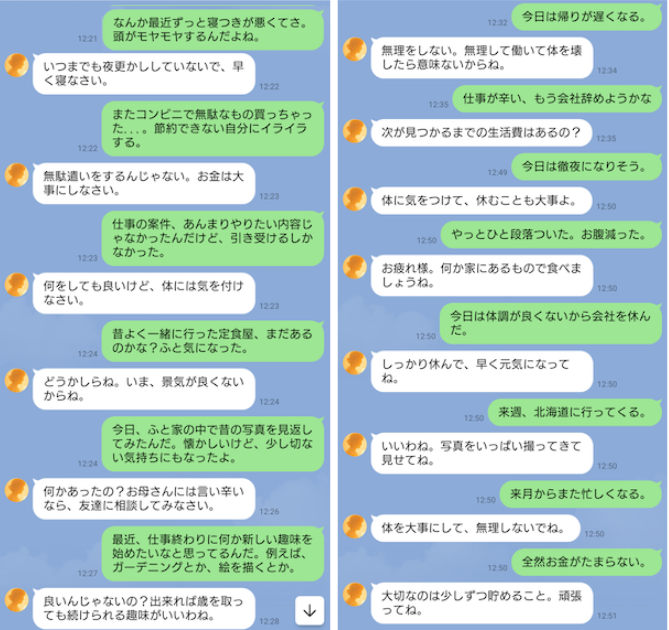 なんか最近ずっと寝つきが悪くてさ。
頭がモヤモヤするんだよね。
12:21
いつまでも夜更かししていないで、早
く寝なさい。
12:22
またコンビニで無駄なもの買っちゃっ
た...。節約できない自分にイライラ
する。
12:22
無駄遣いをするんじゃない。お金は大
事にしなさい。
12:23
仕事の案件、あんまりやりたい内容じ
ゃなかったんだけど、引き受けるしか
なかった。
12:23
何をしても良いけど、体には気を付け
なさい。
12:23
昔よく一緒に行った定食屋、まだある
のかな?ふと気になった。
12:24
どうかしらね。いま、景気が良くない
からね。
12:24
今日、ふと家の中で昔の写真を見返し
てみたんだ。懐かしいけど、少し切な
い気持ちにもなったよ。
12:24
何かあったの?お母さんには言い辛い
なら、友達に相談してみなさい。
12:26
最近、仕事終わりに何か新しい趣味を
始めたいなと思ってるんだ。例えば、
ガーデニングとか、絵を描くとか。
12:27
良いんじゃないの?出来れば歳を取っ
ても続けられる趣味がいいわね。
12:28
今日は帰りが遅くなる。
12:32
無理をしない。無理して働いて体を壊
したら意味ないからね。
12:34
仕事が辛い、もう会社辞めようかな
12:35
次が見つかるまでの生活費はあるの?
12:35
今日は徹夜になりそう。
12:49
体に気をつけて、休むことも大事よ。
12:50
やっとひと段落ついた。お腹減った。
12:50
お疲れ様。何か家にあるもので食べま
しょうね。
12:50
今日は体調が良くないから会社を休ん
だ。
12:50
しっかり休んで、早く元気になって
ね。
12:50
来週、北海道に行ってくる。
12:50
いいわね。写真をいっぱい撮ってきて
見せてね。
12:50
来月からまた忙しくなる。
12:50
体を大事にして、無理しないでね。
12:50
全然お金がたまらない。
12:50
大切なのは少しずつ貯めること。頑張
ってね。
12:51